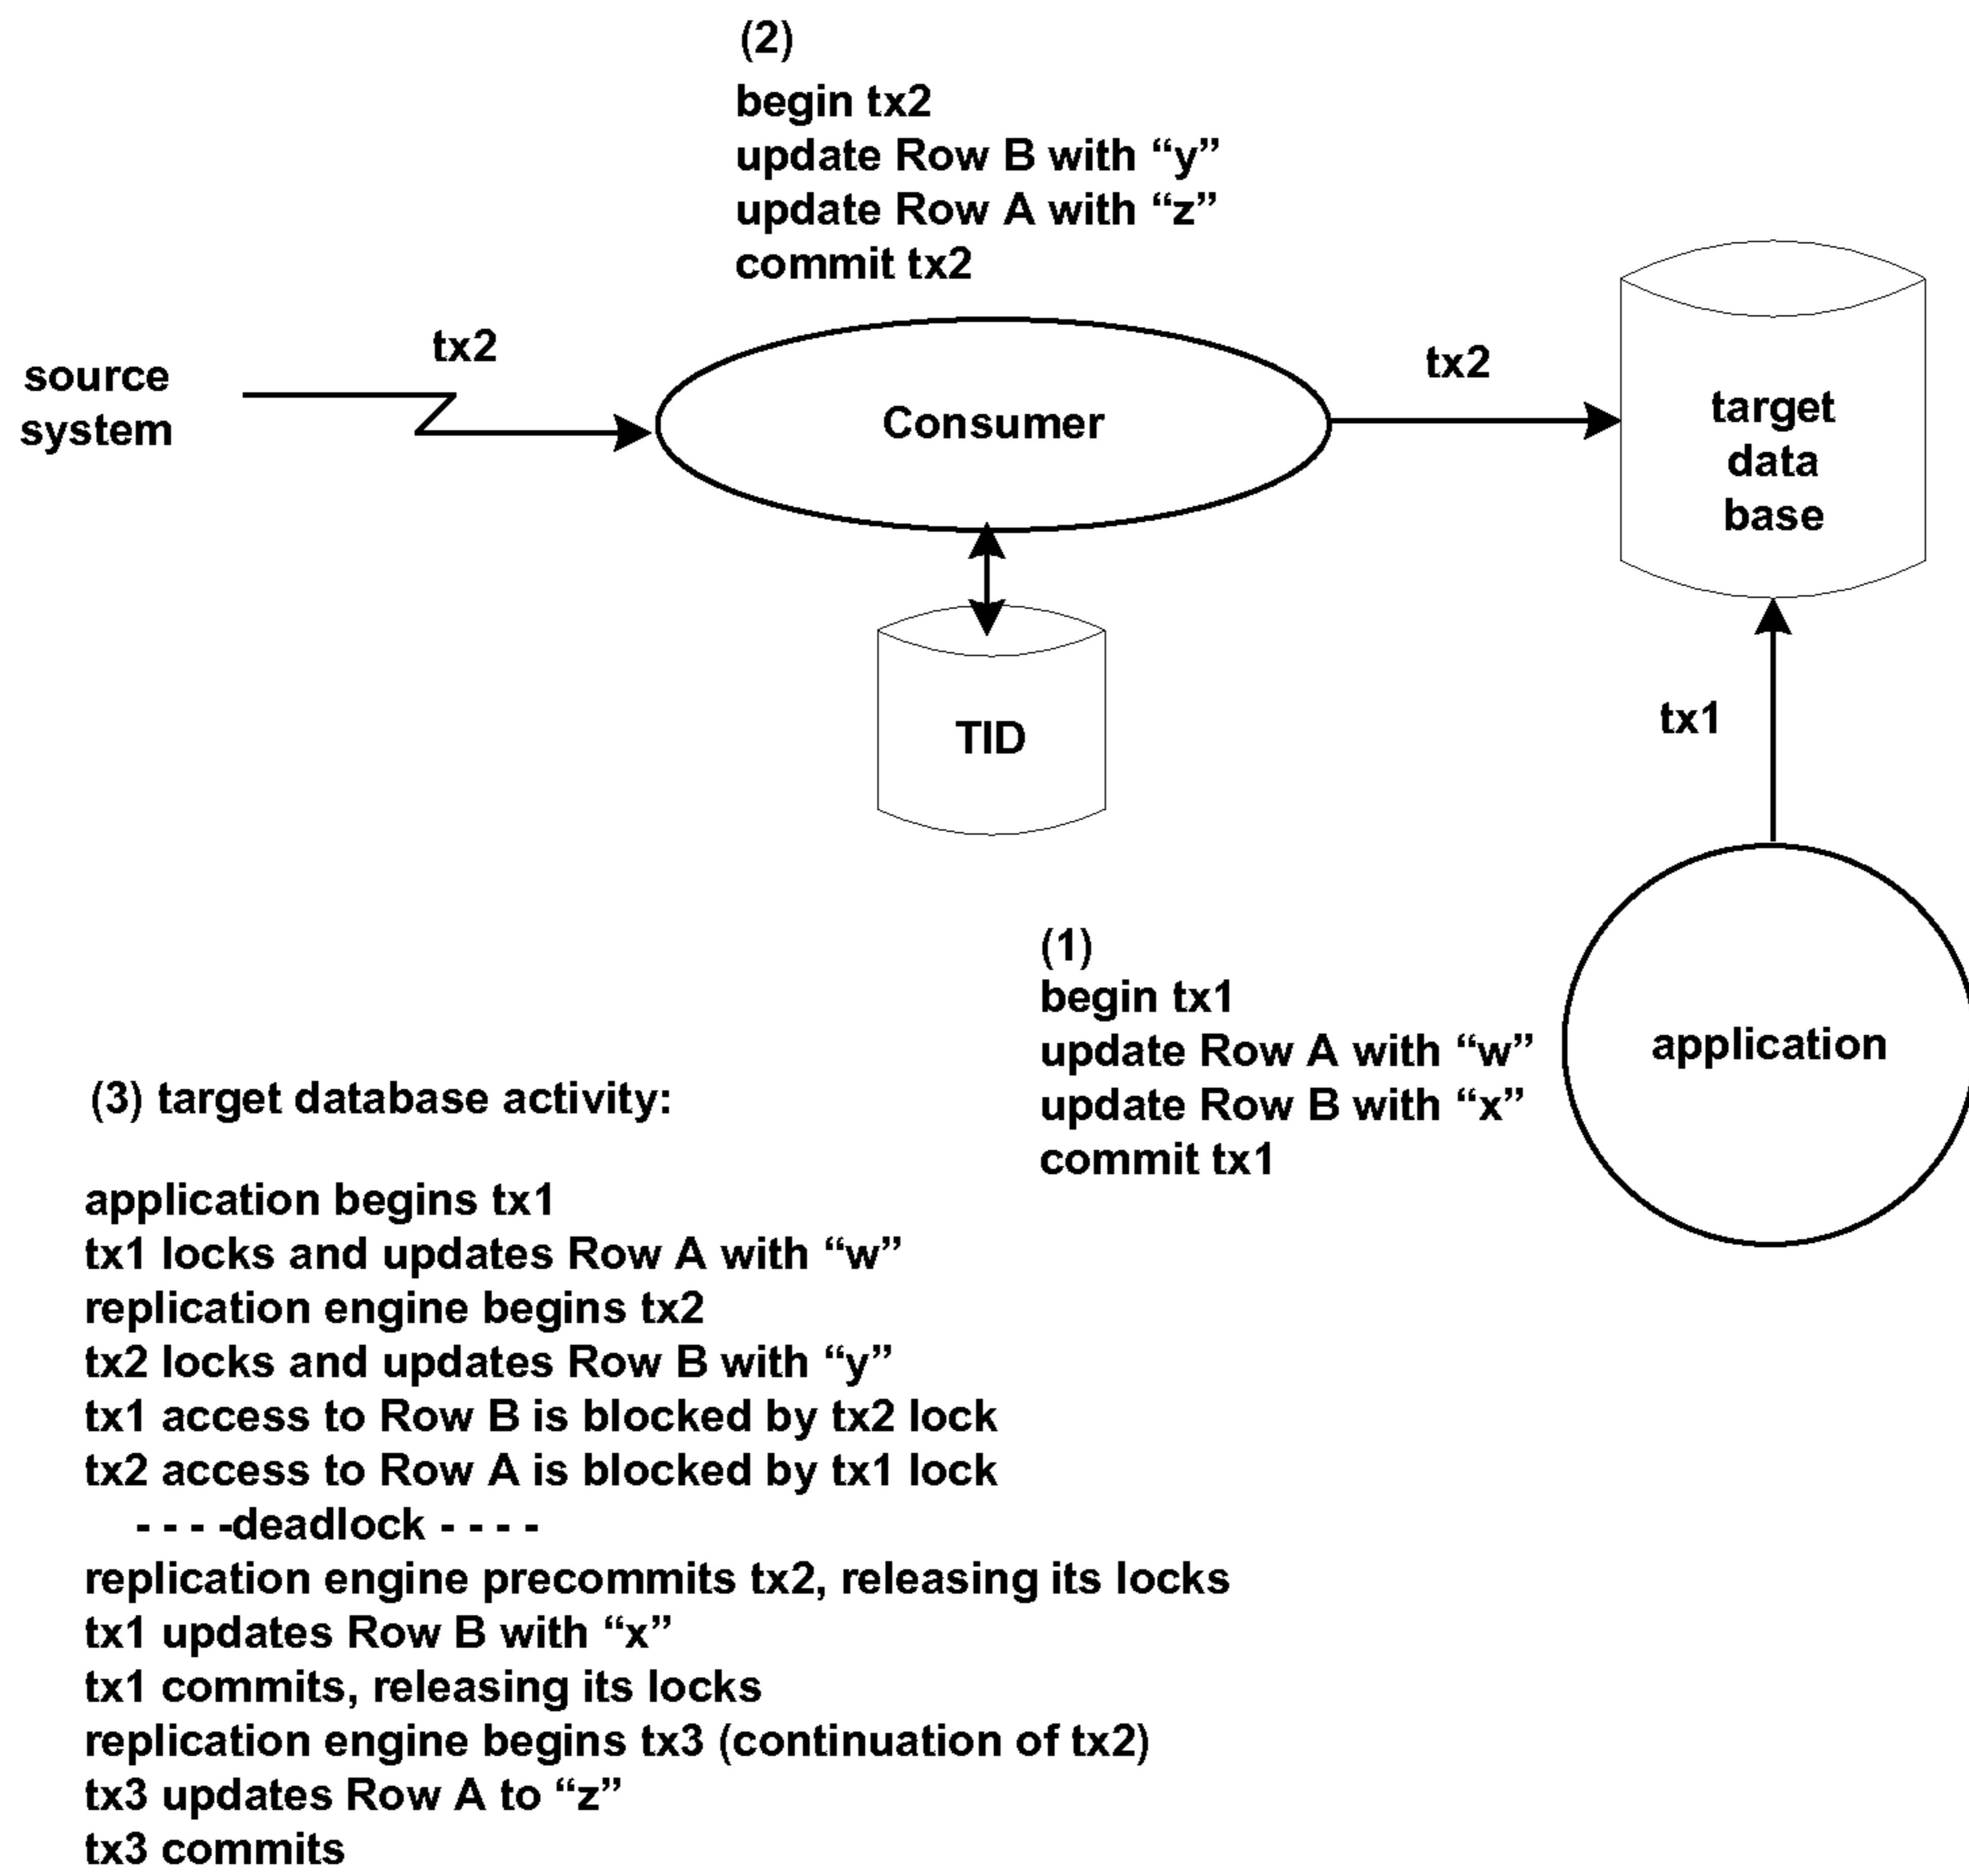 (2)
begin tx2
update Row B with “y”
update Row A with “z”
commit tx2
source
system
tx2
Consumer
tx2
target
data
base
TID
tx1
(1)
begin tx1
update Row A with “w”
update Row B with “x”
commit tx1
application
(3) target database activity:
application begins tx1
tx1 locks and updates Row A with “w”
replication engine begins tx2
tx2 locks and updates Row B with “y”
tx1 access to Row B is blocked by tx2 lock
tx2 access to Row A is blocked by tx1 lock
- - - -deadlock - - - -
replication engine precommits tx2, releasing its locks
tx1 updates Row B with “x”
tx1 commits, releasing its locks
replication engine begins tx3 (continuation of tx2)
tx3 updates Row A to “z”
tx3 commits